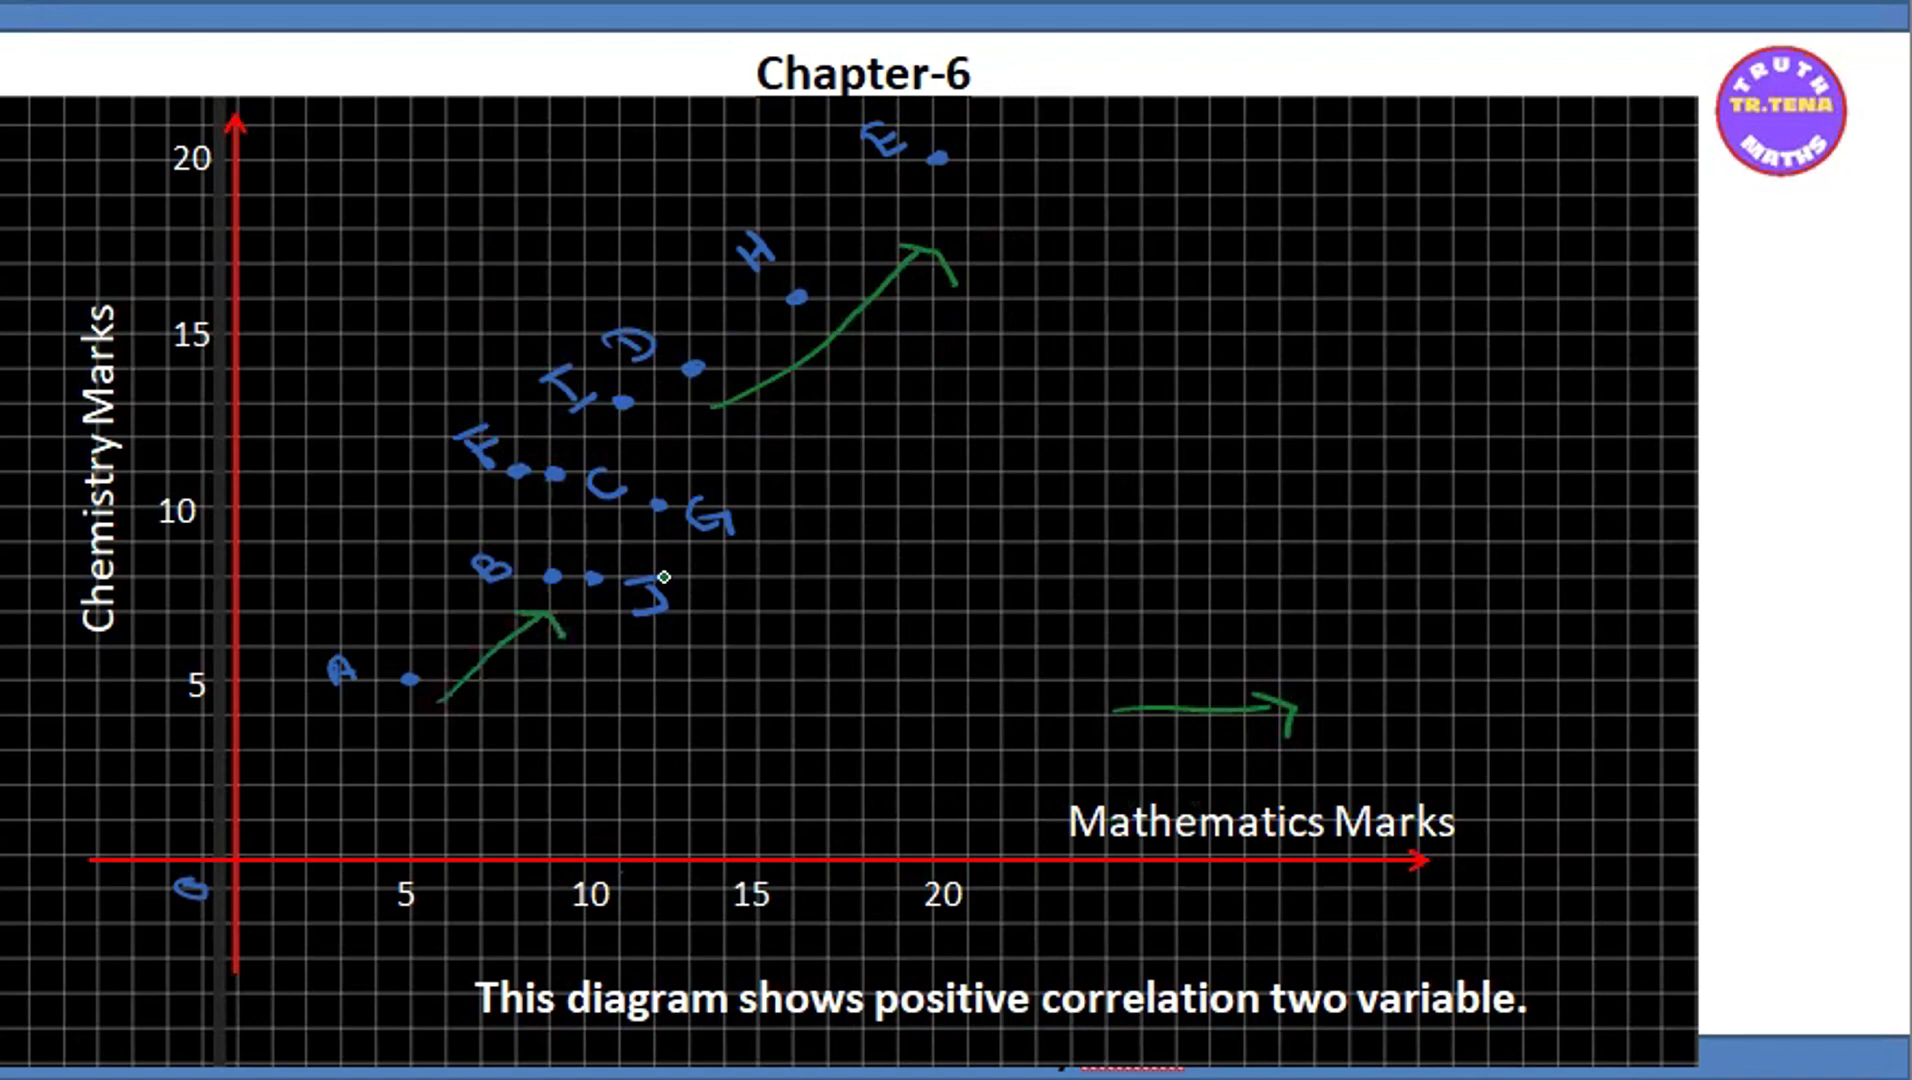 Chapter-6
TRUTH
TR.TENA
MATHS
20
E
H
15
D
I
Chemistry Marks
F
C
10
G
B
J
A
5
Mathematics Marks
0
5 10 15 20
This diagram shows positive correlation two variable.